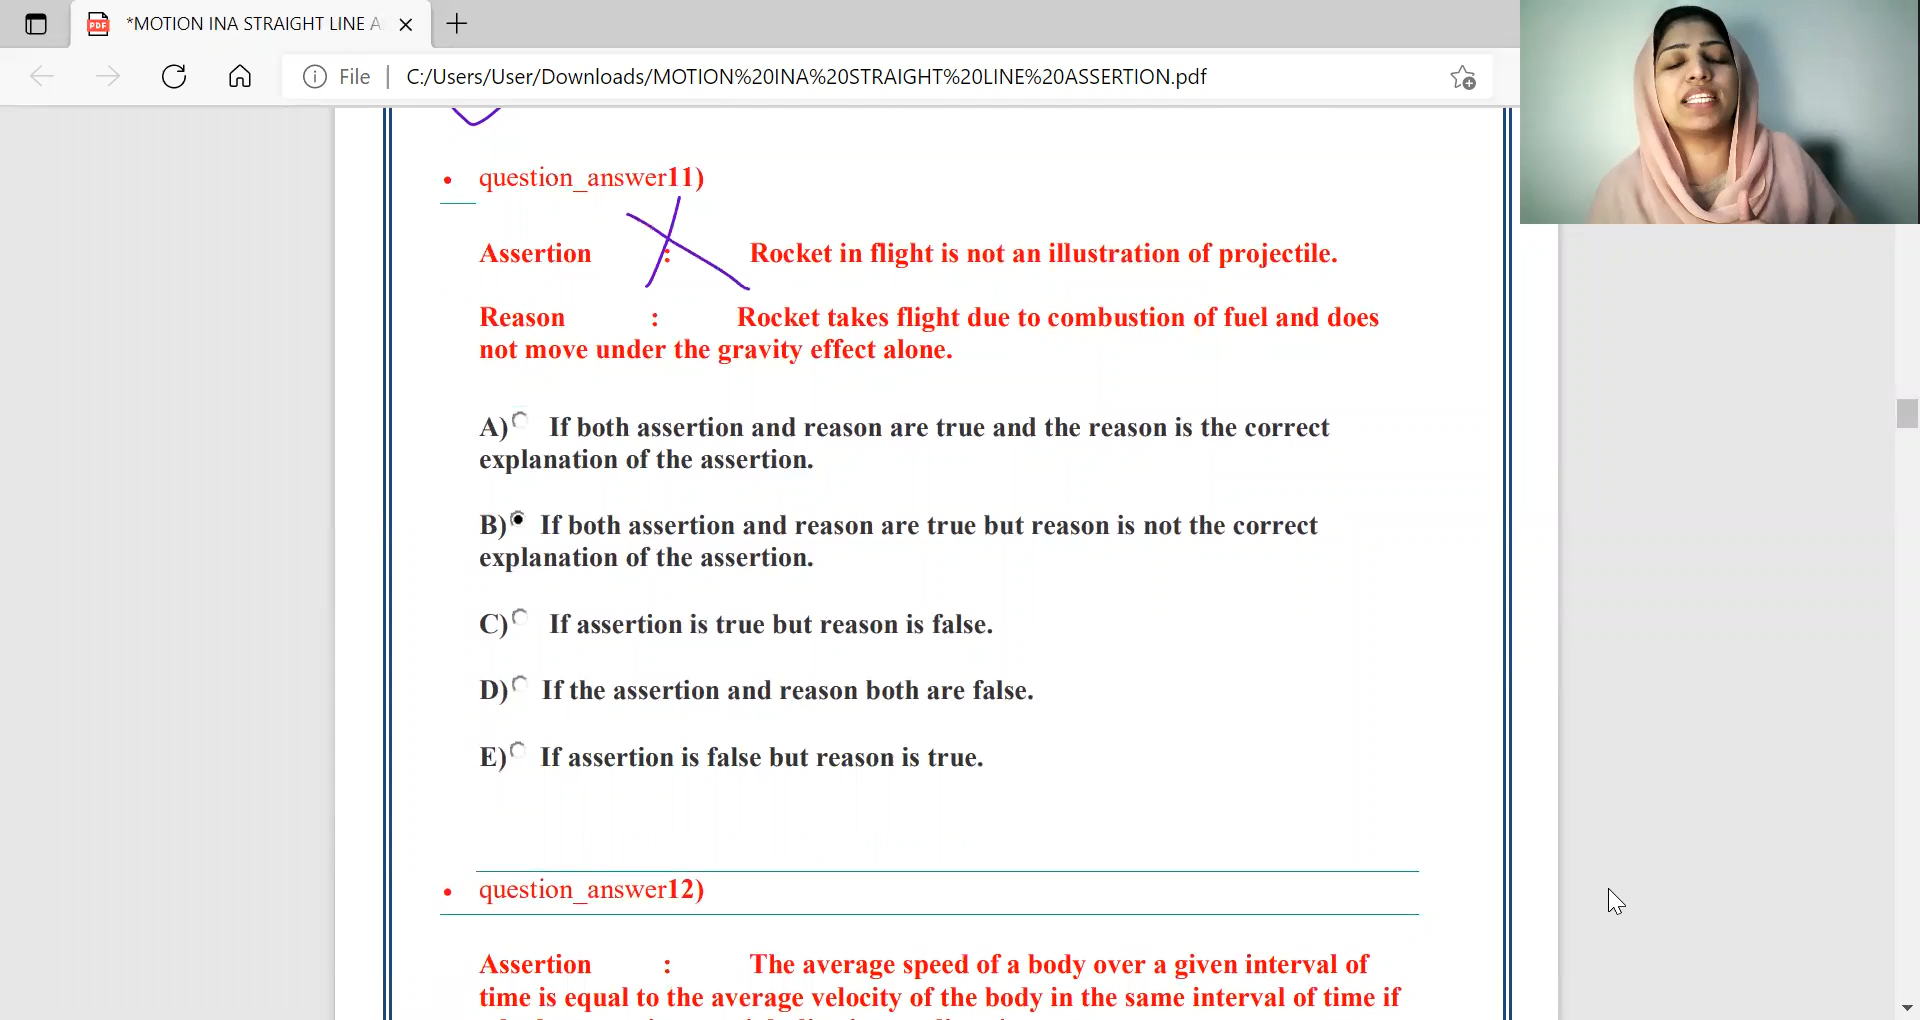 *MOTION INA STRAIGHT LINE A
File | C:/Users/User/Downloads/MOTION%20INA%20STRAIGHT%20LINE%20ASSERTION.pdf
• question_answer11)
Assertion : Rocket in flight is not an illustration of projectile.
Reason : Rocket takes flight due to combustion of fuel and does
not move under the gravity effect alone.
A) If both assertion and reason are true and the reason is the correct
explanation of the assertion.
B) If both assertion and reason are true but reason is not the correct
explanation of the assertion.
C) If assertion is true but reason is false.
D) If the assertion and reason both are false.
E) If assertion is false but reason is true.
• question_answer12)
Assertion : The average speed of a body over a given interval of
time is equal to the average velocity of the body in the same interval of time if